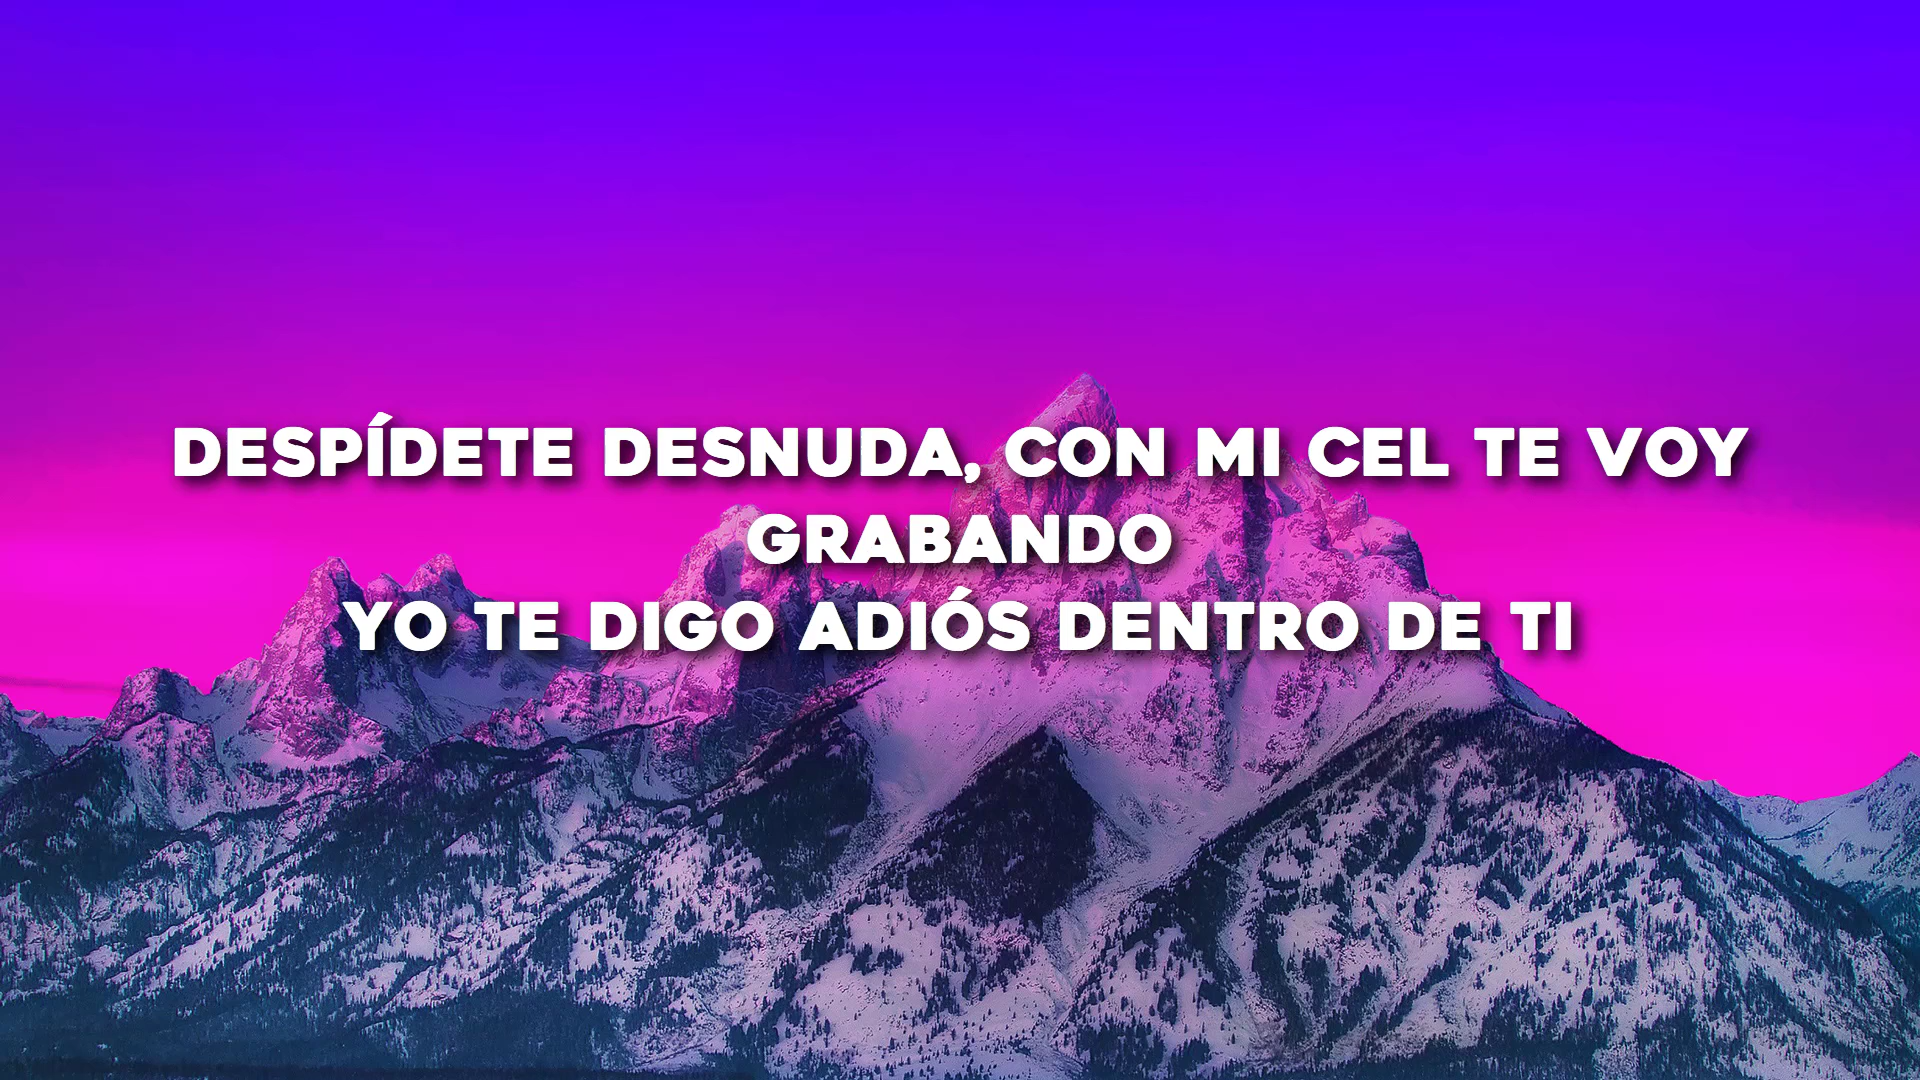 DESPÍDETE DESNUDA, CON MI CEL TE VOY
GRABANDO
YO TE DIGO ADIÓS DENTRO DE TI